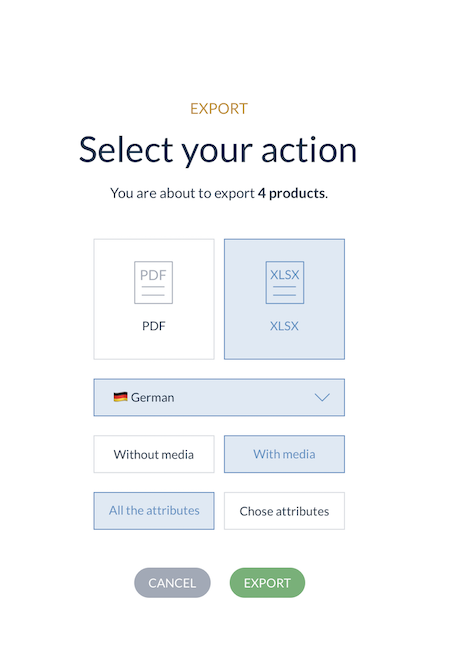 EXPORT
Select your action
You are about to export 4 products.
PDF XLSX
PDF XLSX
German
Without media With media
All the attributes Chose attributes
CANCEL EXPORT